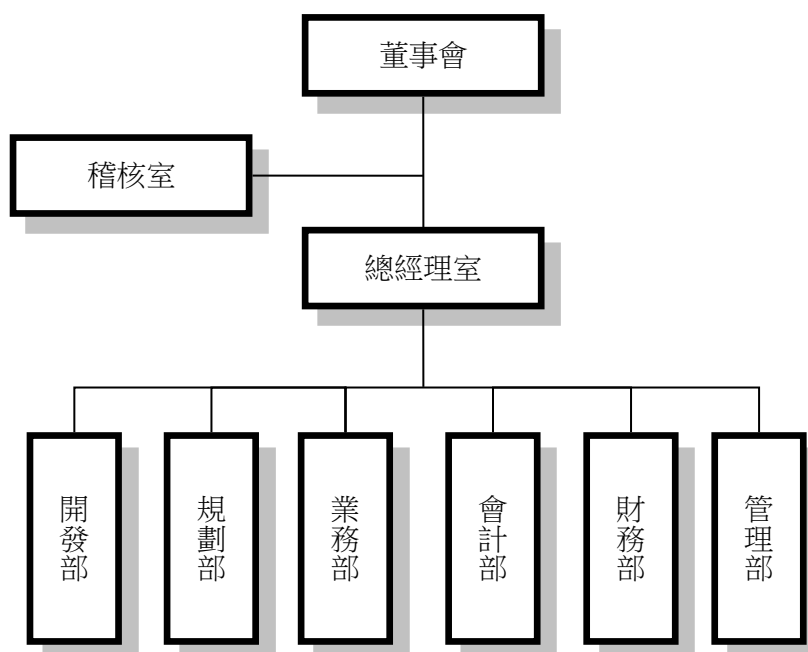 董事會
稽核室
總經理室
開發部
規劃部
業務部
會計部
財務部
管理部